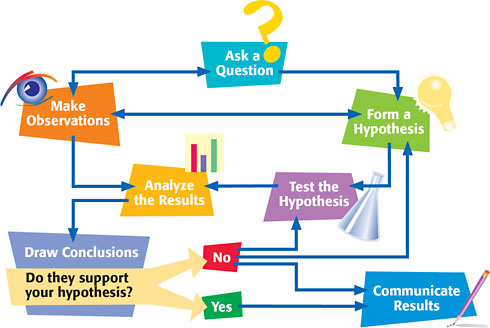 ?
Ask a
Question
Make
Observations
Form a
Hypothesis
Analyze
the Results
Test the
Hypothesis
Draw Conclusions
Do they support
your hypothesis?
No
Yes
Communicate
Results